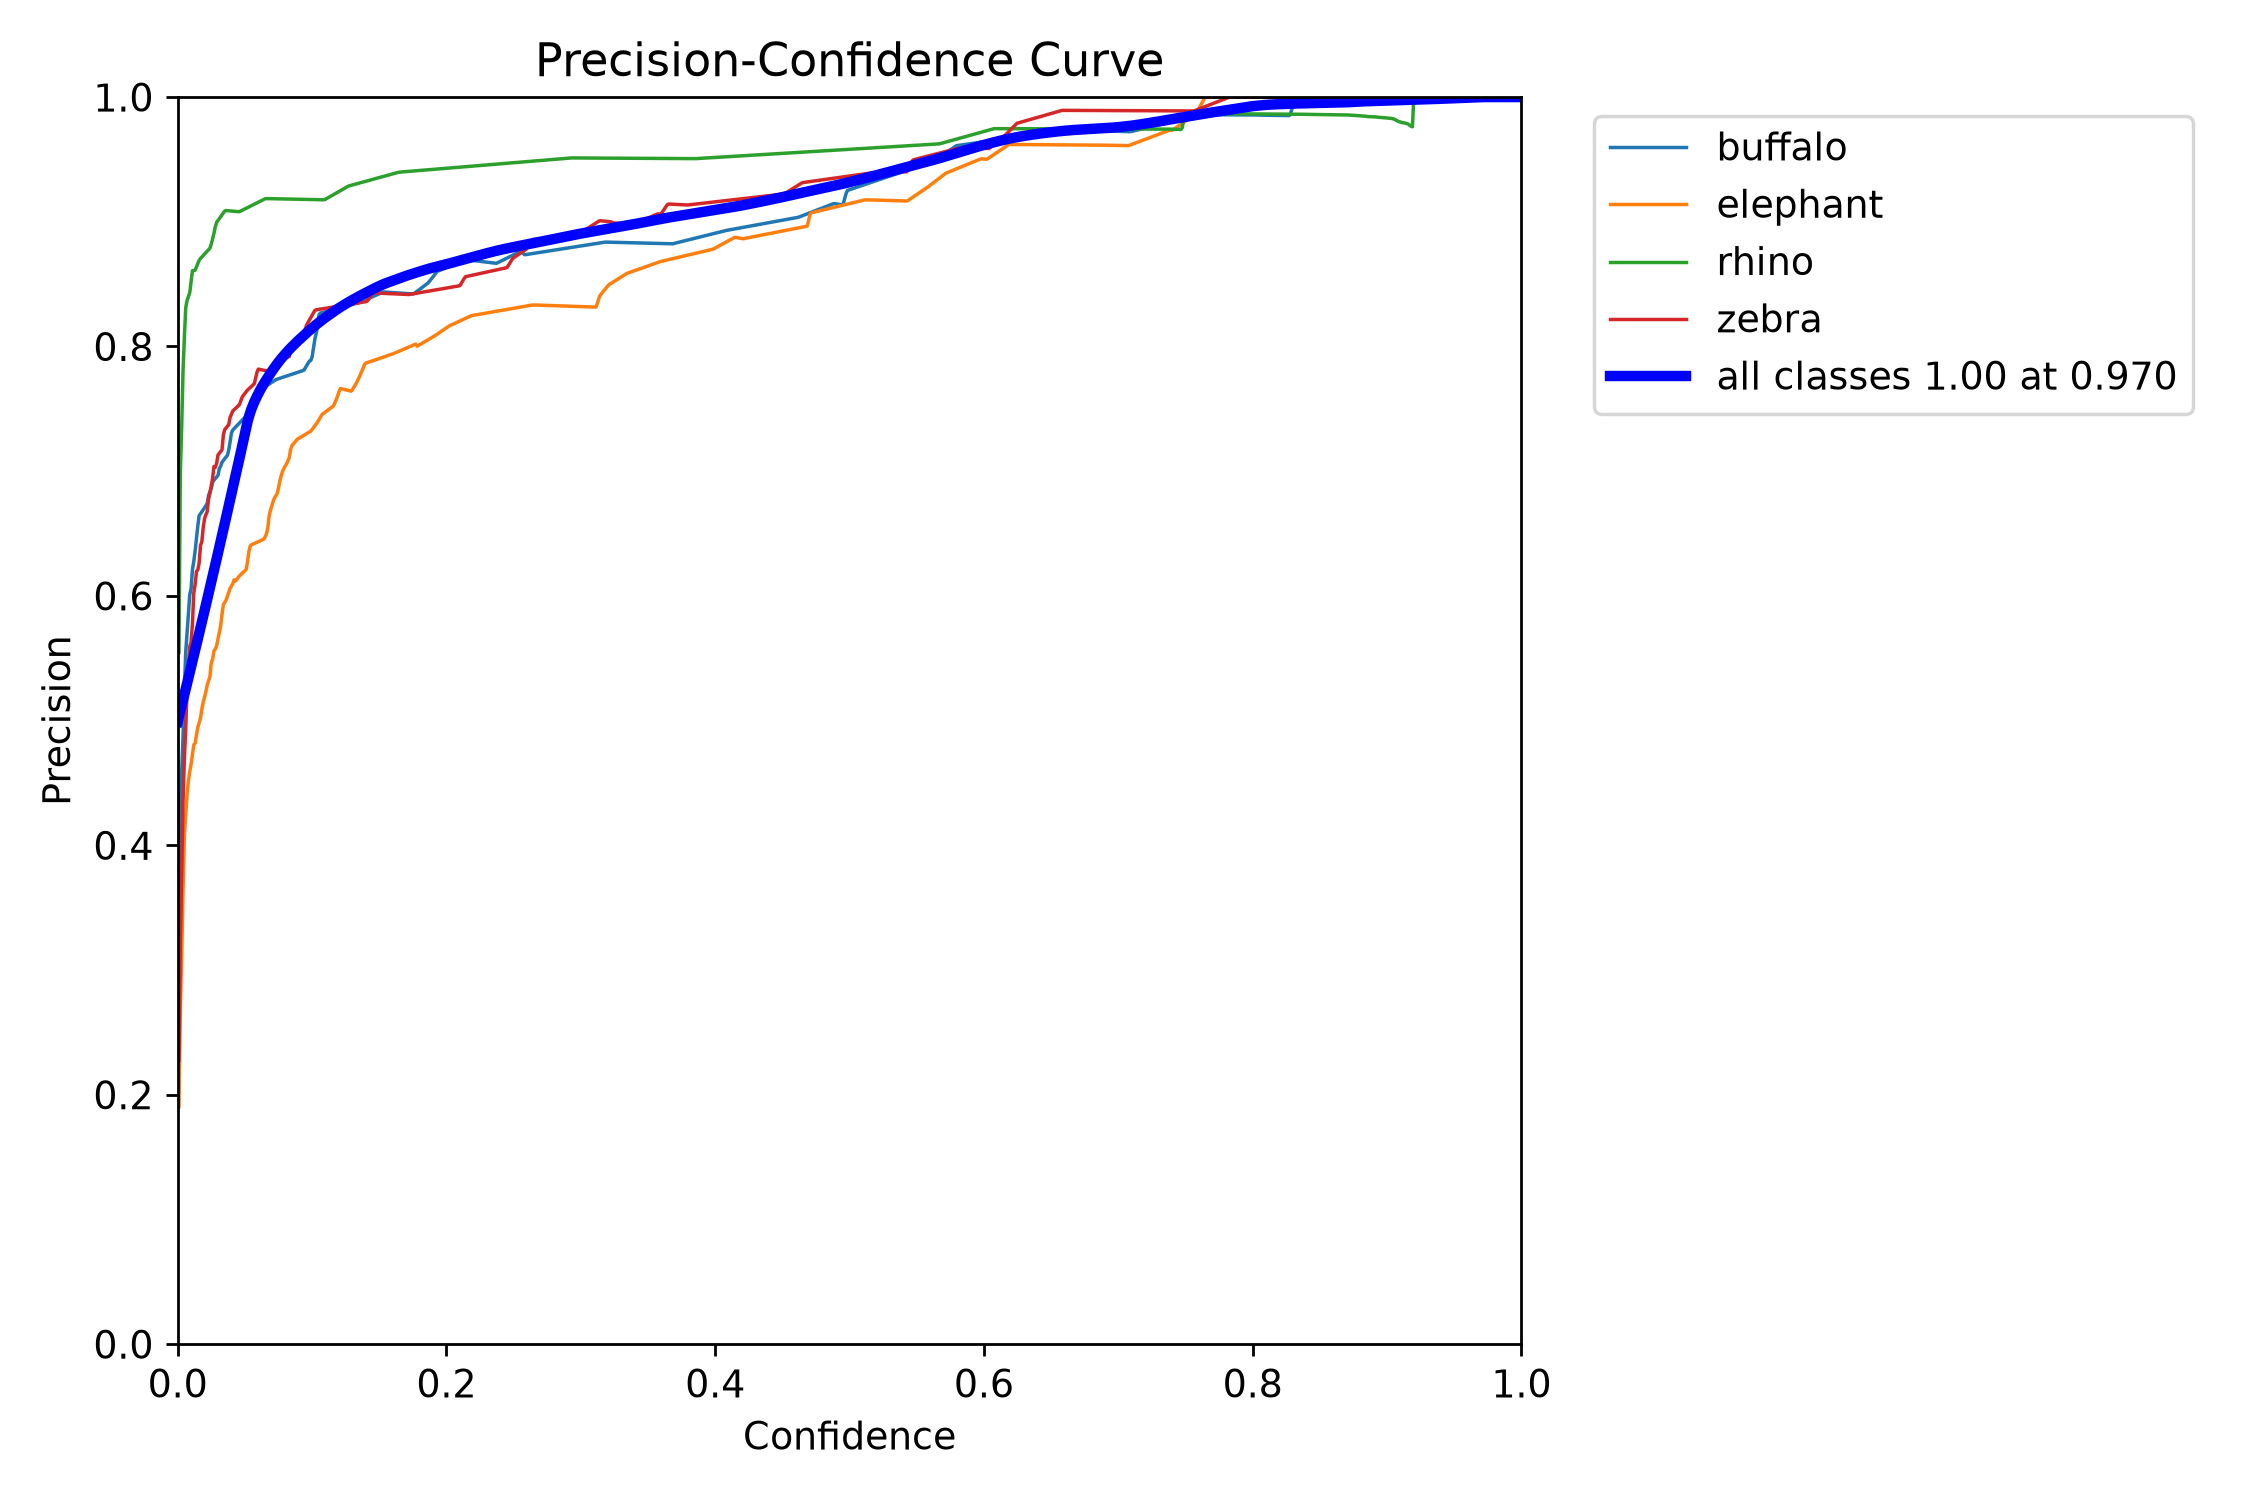 Precision-Confidence Curve
1.0
0.8
0.6
0.4
0.2
0.0
Precision
0.0 0.2 0.4 0.6 0.8 1.0
Confidence
buffalo
elephant
rhino
zebra
all classes 1.00 at 0.970